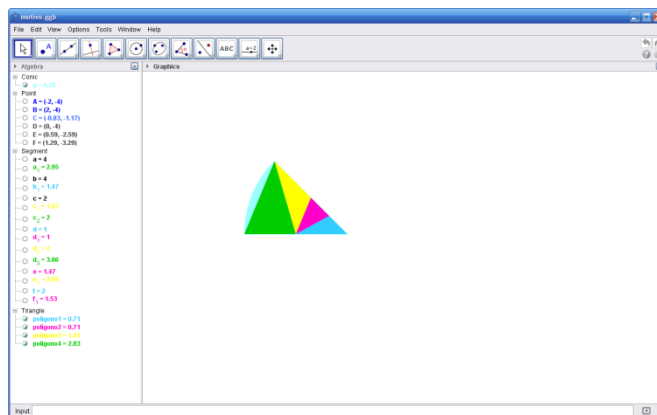 motivo.ggb
File Edit View Options Tools Window Help
ABC
a=2
Algebra
Graphics
Conic
Point
A = (-2, -4)
B = (2, -4)
C = (-0.83, -1.17)
D = (0, -4)
E = (0.59, -2.59)
F = (1.29, -3.29)
Segment
a = 4
a₁ = 2.95
b = 4
b₁ = 1.47
c = 2
c₂ = 2
d = 1
d₁ = 1
d₃ = 3.06
e = 1.47
f = 2
f₁ = 1.53
Triangle
poligono1 = 0.71
poligono2 = 0.71
poligono4 = 2.83
Input